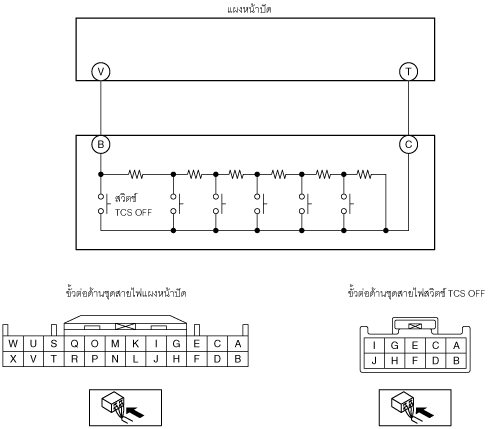 แผงหน้าปัด
V T
B C
สวิตช์
TCS OFF
ขั้วต่อด้านชุดสายไฟแผงหน้าปัด
ขั้วต่อด้านชุดสายไฟสวิตช์ TCS OFF
W U S Q O M K I G E C A
X V T R P N L J H F D B
I G E C A
J H F D B